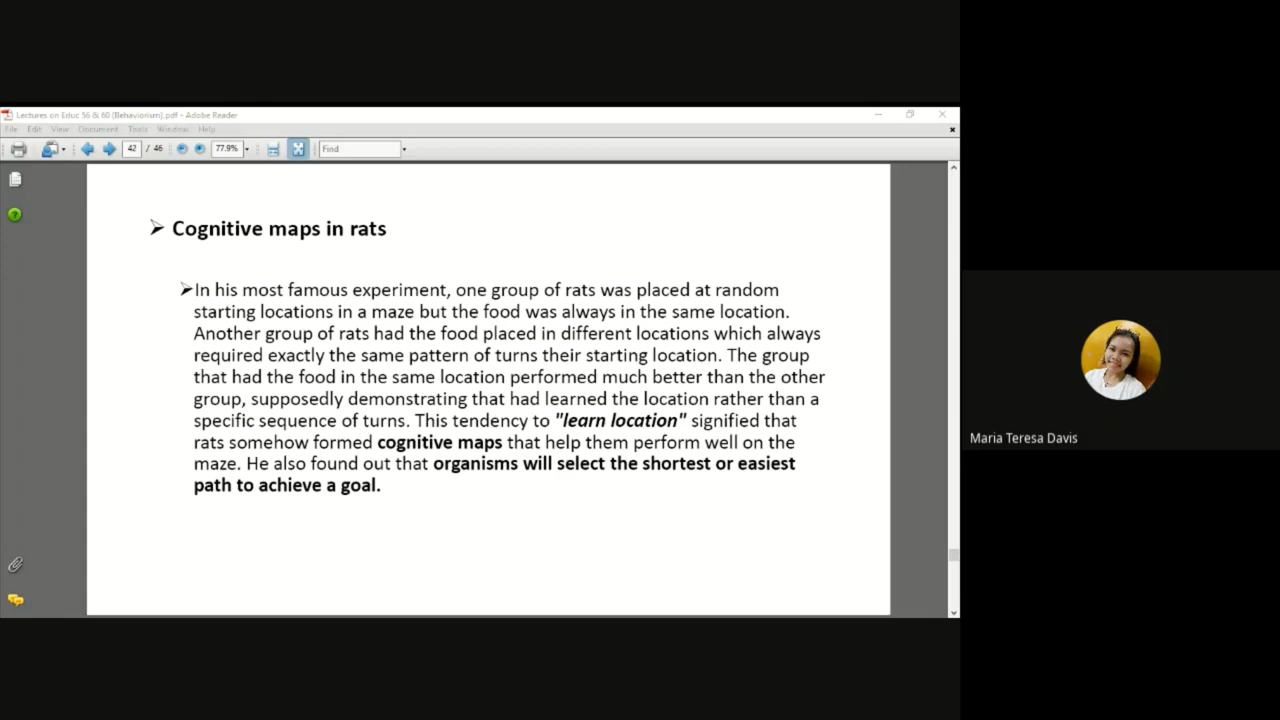 Lectures on Educ 56 & 60 (Behaviorism).pdf - Adobe Reader
File Edit View Document Tools Window Help
42 / 46 77.9% Find
Cognitive maps in rats
In his most famous experiment, one group of rats was placed at random
starting locations in a maze but the food was always in the same location.
Another group of rats had the food placed in different locations which always
required exactly the same pattern of turns their starting location. The group
that had the food in the same location performed much better than the other
group, supposedly demonstrating that had learned the location rather than a
specific sequence of turns. This tendency to "learn location" signified that
rats somehow formed cognitive maps that help them perform well on the
maze. He also found out that organisms will select the shortest or easiest
path to achieve a goal.
Maria Teresa Davis